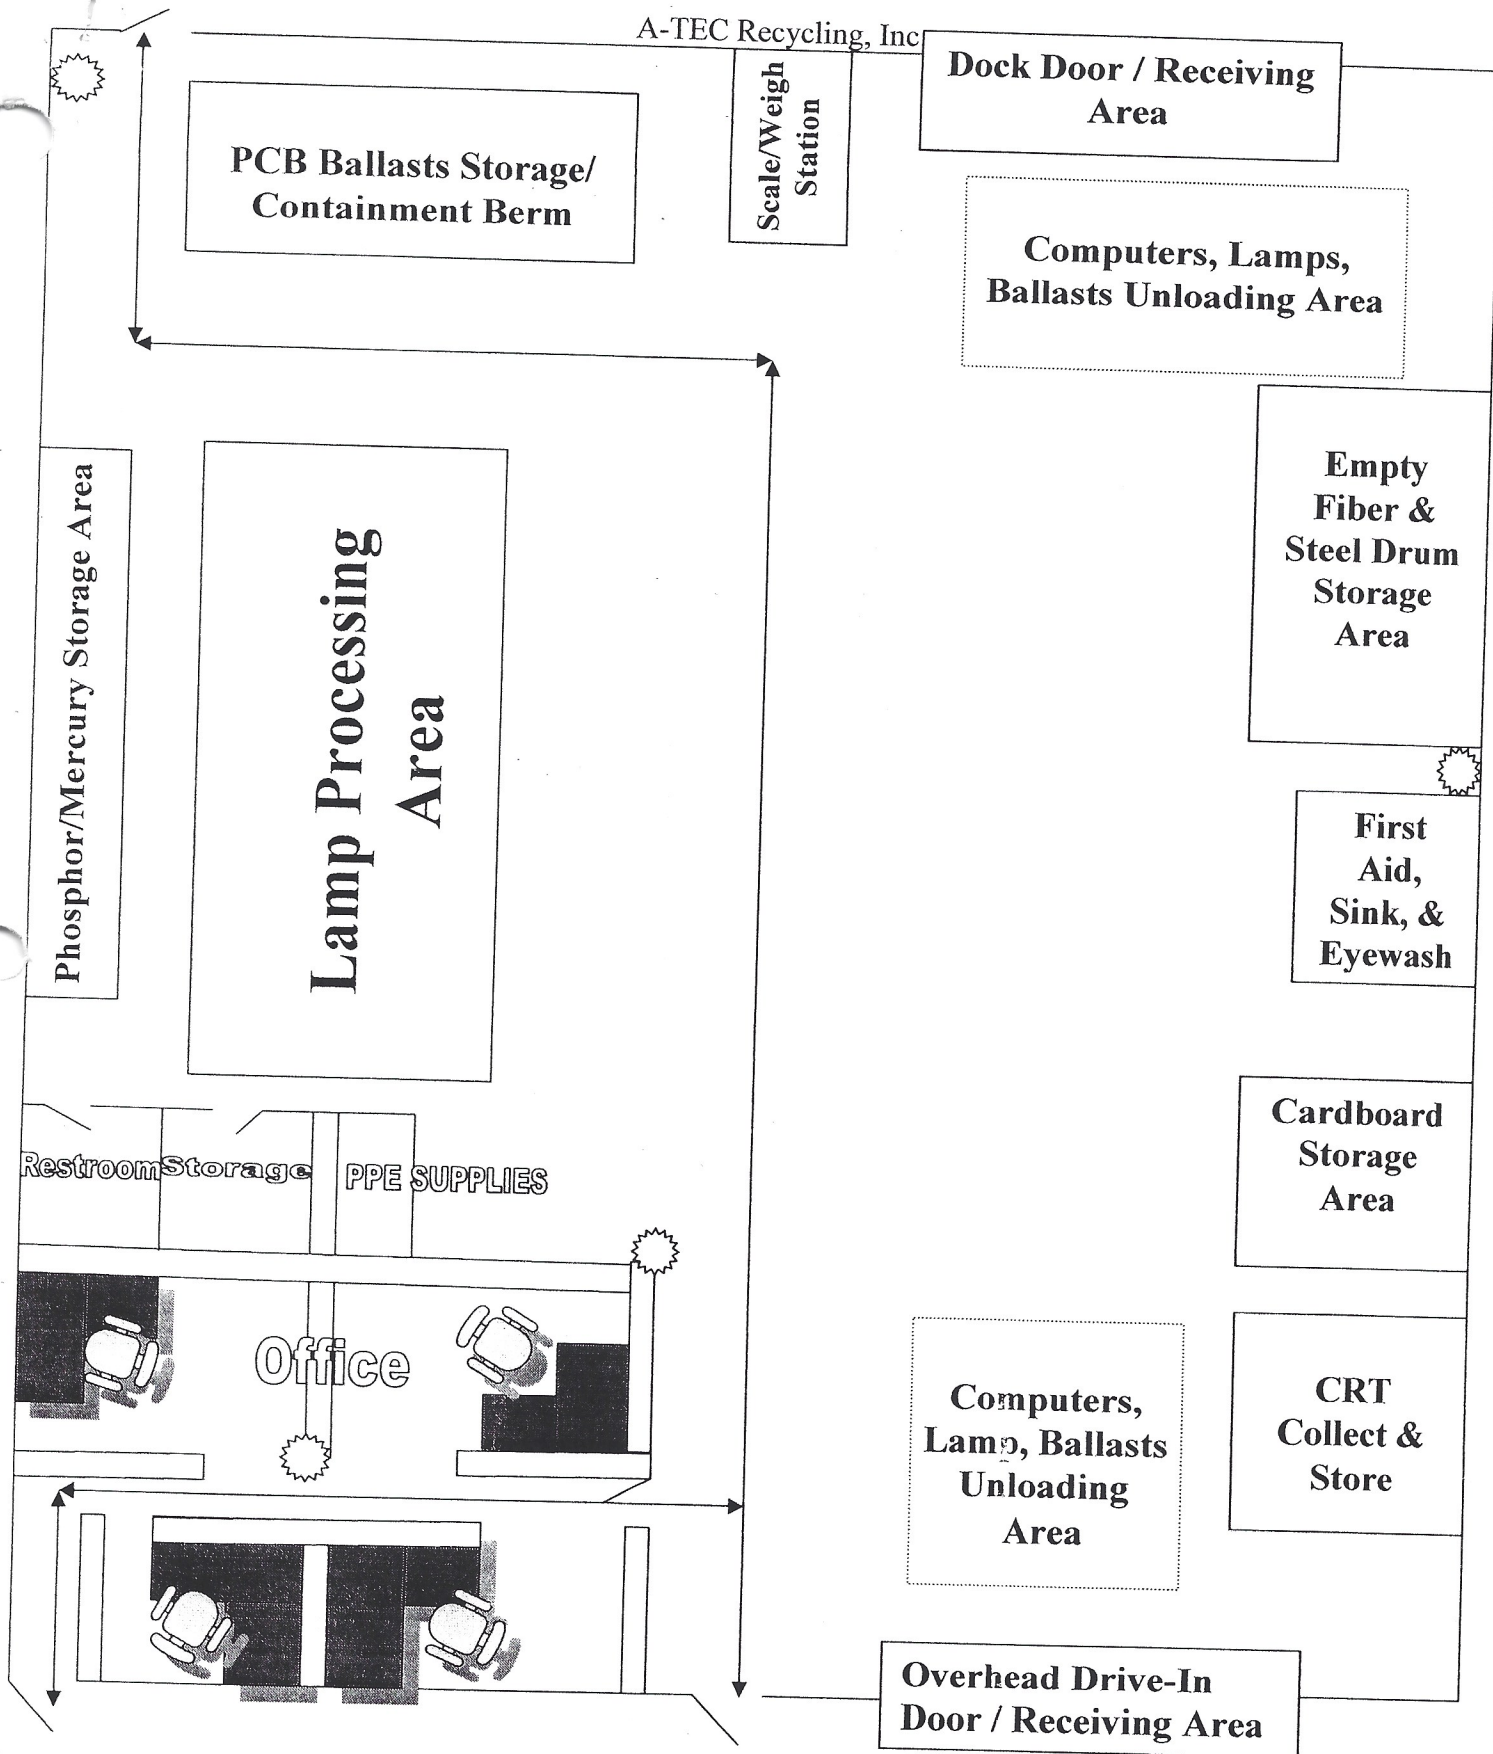 A-TEC Recycling, Inc
Dock Door / Receiving
Area
PCB Ballasts Storage/
Containment Berm
Scale/Weigh
Station
Computers, Lamps,
Ballasts Unloading Area
Phosphor/Mercury Storage Area
Lamp Processing
Area
Empty
Fiber &
Steel Drum
Storage
Area
First
Aid,
Sink, &
Eyewash
Cardboard
Storage
Area
Restroom
Storage
PPE SUPPLIES
Office
Computers,
Lamp, Ballasts
Unloading
Area
CRT
Collect &
Store
Overhead Drive-In
Door / Receiving Area